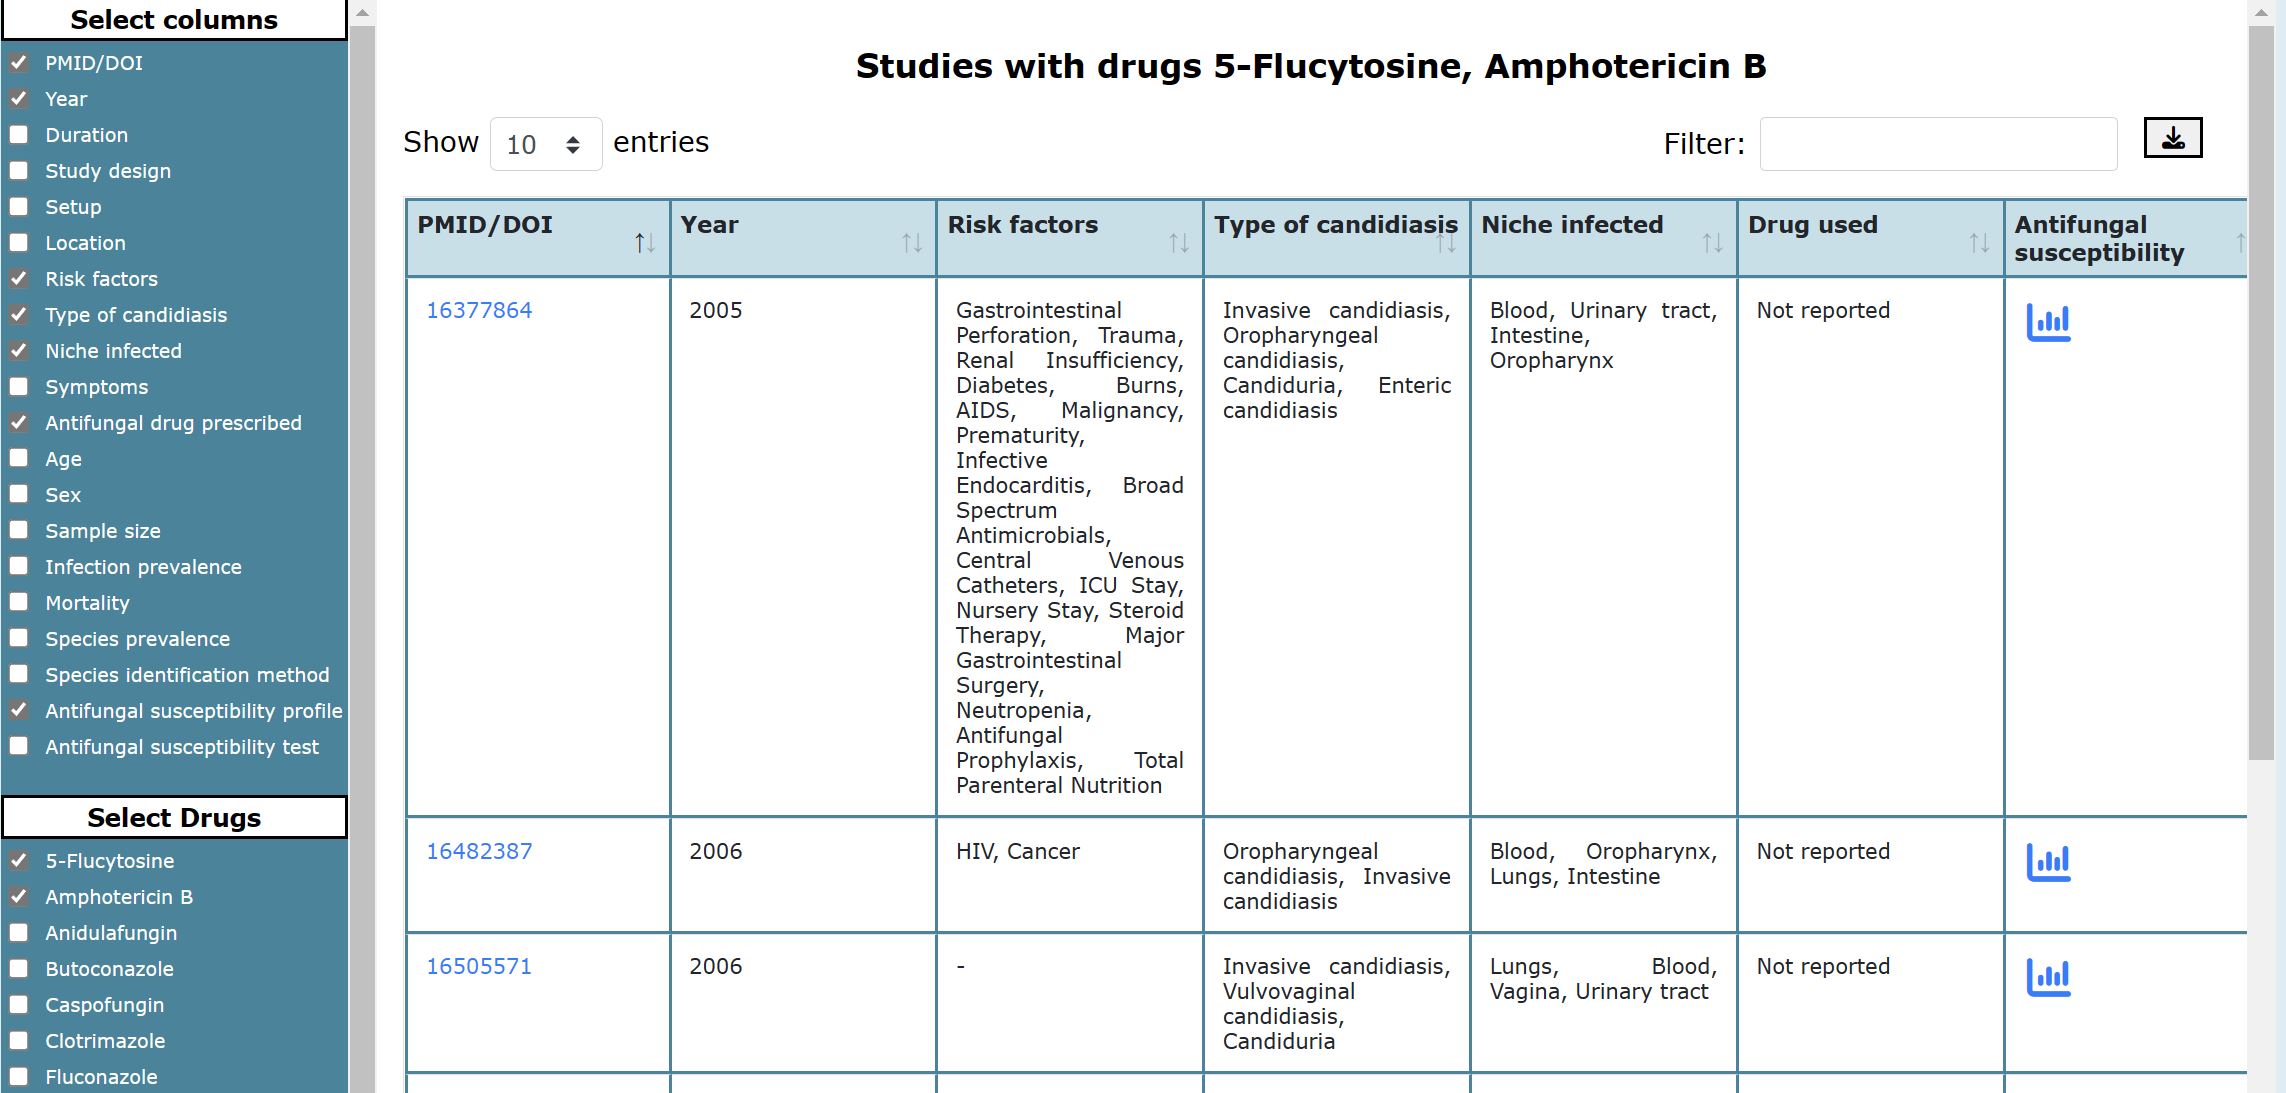 Select columns
PMID/DOI
Year
Duration
Study design
Setup
Location
Risk factors
Type of candidiasis
Niche infected
Symptoms
Antifungal drug prescribed
Age
Sex
Sample size
Infection prevalence
Mortality
Species prevalence
Species identification method
Antifungal susceptibility profile
Antifungal susceptibility test
Select Drugs
5-Flucytosine
Amphotericin B
Anidulafungin
Butoconazole
Caspofungin
Clotrimazole
Fluconazole
Studies with drugs 5-Flucytosine, Amphotericin B
Show 10 entries
Filter:
PMID/DOI
Year
Risk factors
Type of candidiasis
Niche infected
Drug used
Antifungal
susceptibility
16377864
2005
Gastrointestinal
Perforation, Trauma,
Renal Insufficiency,
Diabetes, Burns,
AIDS, Malignancy,
Prematurity,
Infective
Endocarditis, Broad
Spectrum
Antimicrobials,
Central Venous
Catheters, ICU Stay,
Nursery Stay, Steroid
Therapy, Major
Gastrointestinal
Surgery,
Neutropenia,
Antifungal
Prophylaxis, Total
Parenteral Nutrition
Invasive candidiasis,
Oropharyngeal
candidiasis,
Candiduria, Enteric
candidiasis
Blood, Urinary tract,
Intestine,
Oropharynx
Not reported
16482387
2006
HIV, Cancer
Oropharyngeal
candidiasis, Invasive
candidiasis
Blood, Oropharynx,
Lungs, Intestine
Not reported
16505571
2006
-
Invasive candidiasis,
Vulvovaginal
candidiasis,
Candiduria
Lungs, Blood,
Vagina, Urinary tract
Not reported